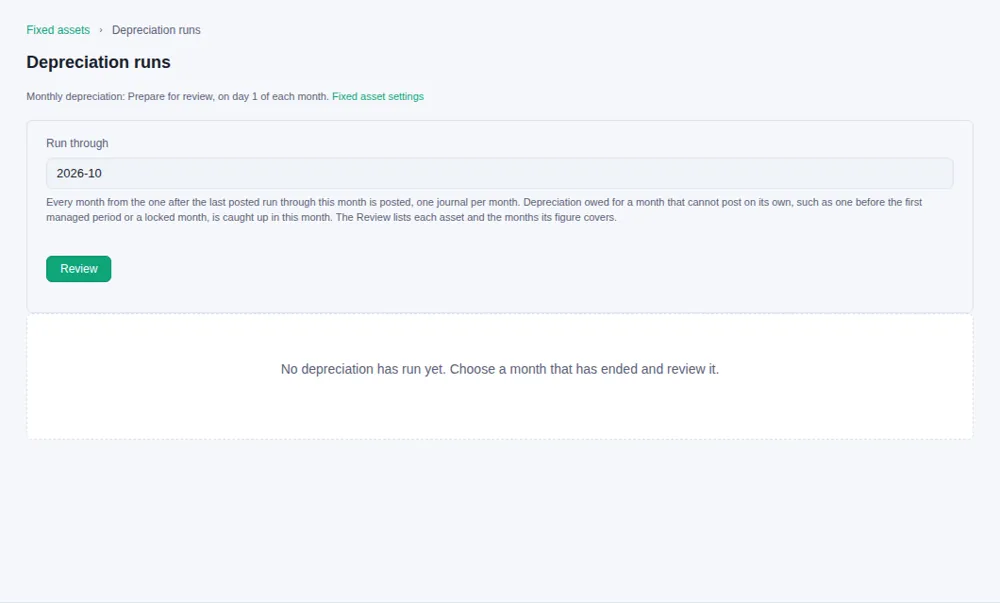 Fixed assets › Depreciation runs
Depreciation runs
Monthly depreciation: Prepare for review, on day 1 of each month. Fixed asset settings
Run through
2026-10
Every month from the one after the last posted run through this month is posted, one journal per month. Depreciation owed for a month that cannot post on its own, such as one before the first
managed period or a locked month, is caught up in this month. The Review lists each asset and the months its figure covers.
Review
No depreciation has run yet. Choose a month that has ended and review it.